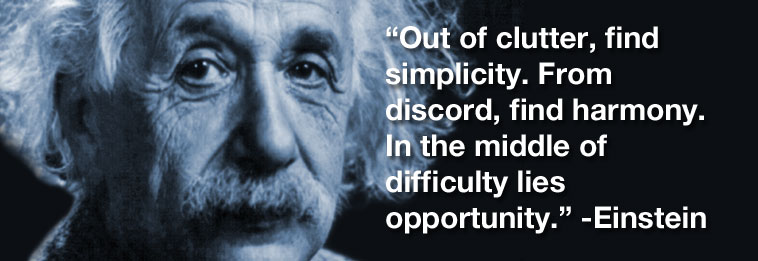 “Out of clutter, find
simplicity. From
discord, find harmony.
In the middle of
difficulty lies
opportunity.” -Einstein